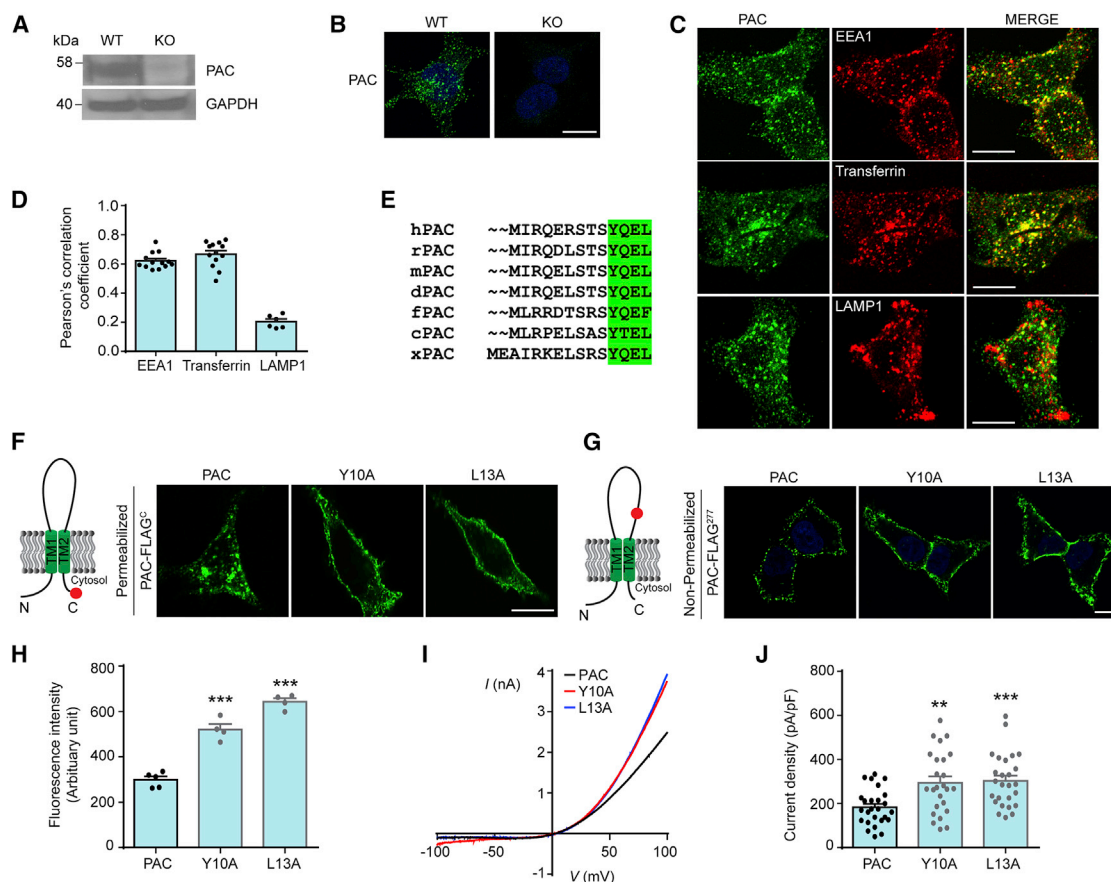 A
kDa
WT KO
58
PAC
40
GAPDH
B
WT KO
PAC
C
PAC MERGE
EEA1
Transferrin
LAMP1
D
Pearson's correlation
coefficient
1.0
0.8
0.6
0.4
0.2
0
EEA1 Transferrin LAMP1
E
hPAC ~~MIRQERSTSYQEL
rPAC ~~MIRQDLSTSYQEL
mPAC ~~MIRQELSTSYQEL
dPAC ~~MIRQELSTSYQEL
fPAC ~~MLRRDTSRSYQEF
cPAC ~~MLRPELSASYTEL
xPAC MEAIRKELSRSYQEL
F
TM1
TM2
Cytosol
N C
Permeabilized
PAC-FLAGᶜ
PAC Y10A L13A
G
TM1
TM2
Cytosol
N C
Non-Permeabilized
PAC-FLAG²⁷⁷
PAC Y10A L13A
H
Fluorescence intensity
(Arbituary unit)
800
600
400
200
0
*** ***
PAC Y10A L13A
I
I (nA)
4
3
2
1
-1
PAC
Y10A
L13A
-100 -50 0 50 100
V (mV)
J
Current density (pA/pF)
800
600
400
200
0
** ***
PAC Y10A L13A